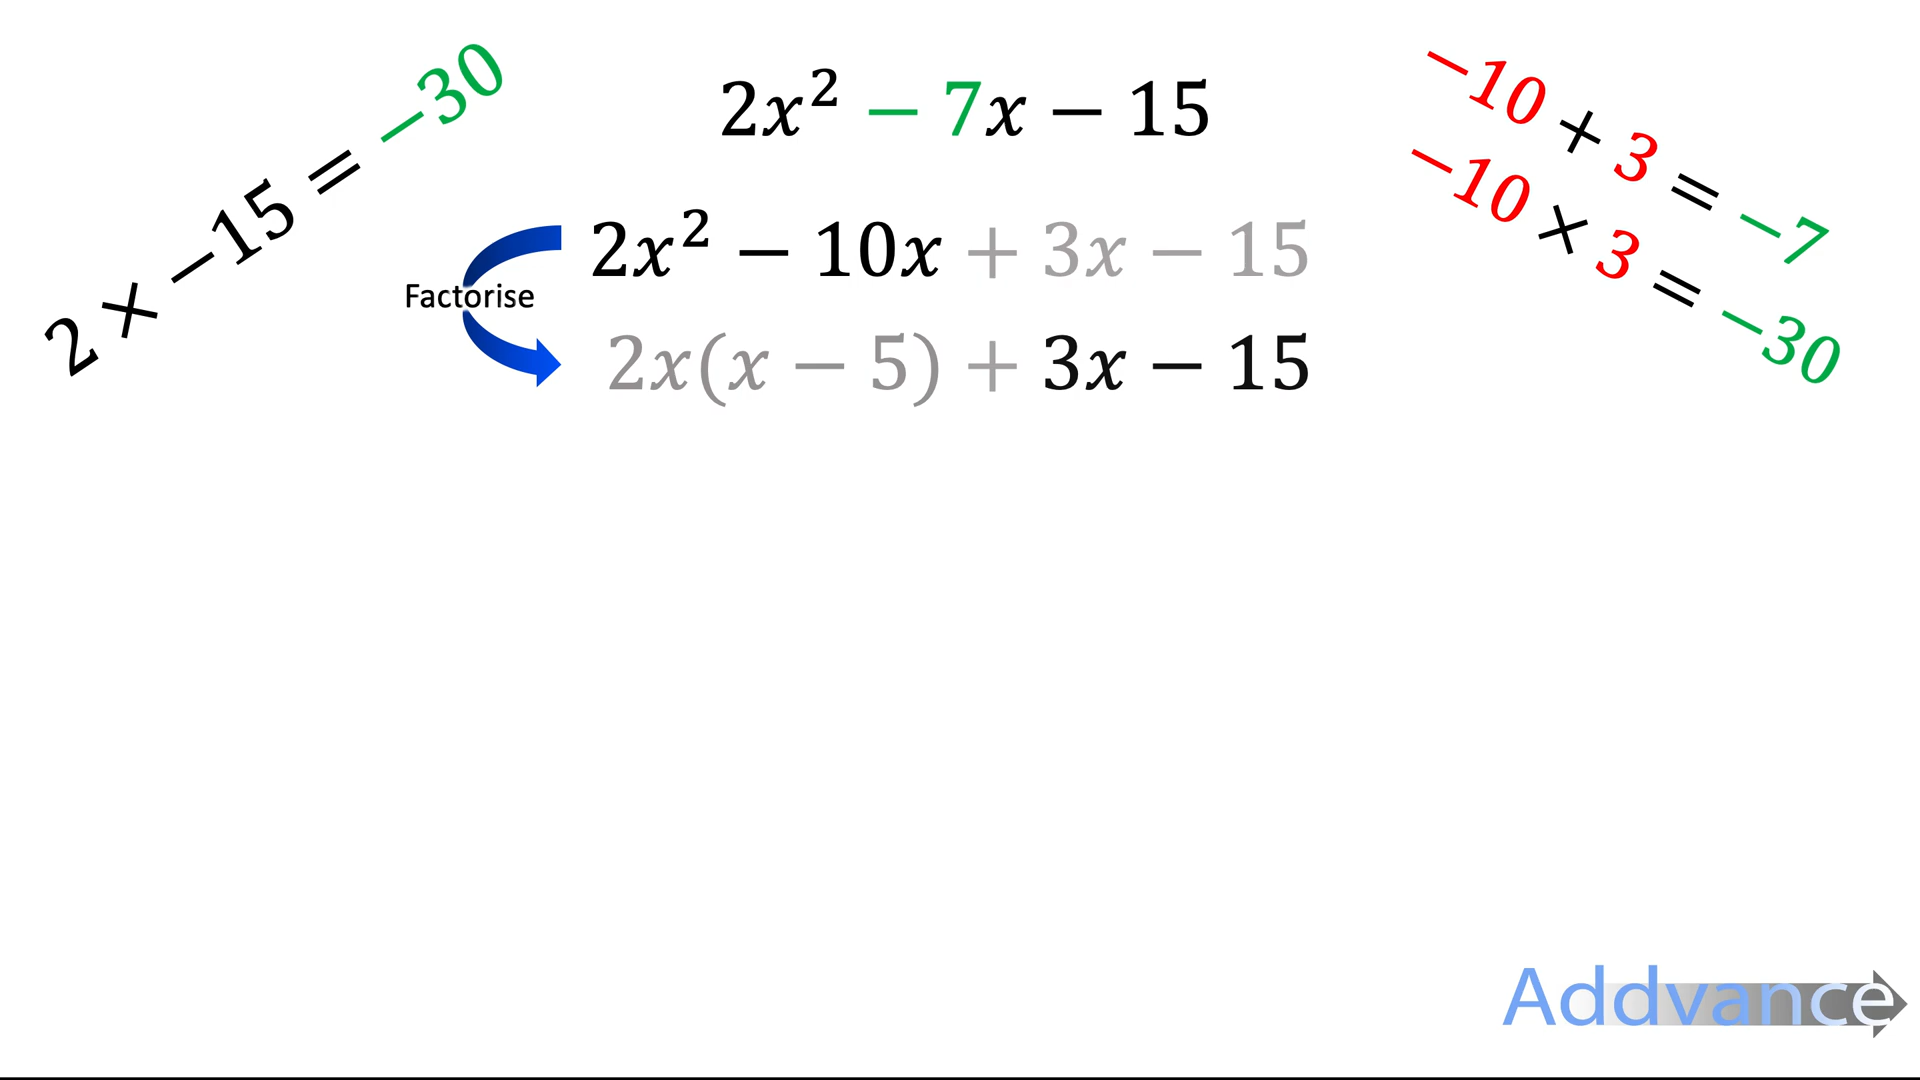 2 × −15 = −30
2x² − 7x − 15
−10 + 3 = −7
−10 × 3 = −30
2x² − 10x + 3x − 15
Factorise
2x(x − 5) + 3x − 15
Addvance